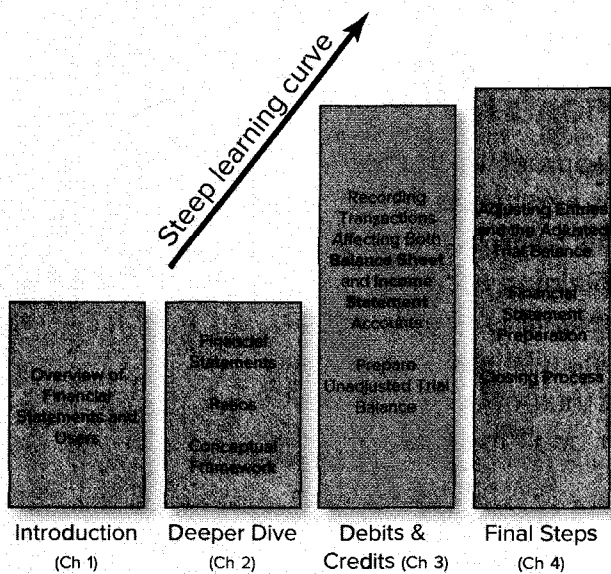 Steep learning curve
Overview of
Financial
Statements and
Users
Financial
Statements
Ratios
Conceptual
Framework
Recording
Transactions
Affecting Both
Balance Sheet
and Income
Statement
Accounts
Prepare
Unadjusted Trial
Balance
Adjusting Entries
and the Adjusted
Trial Balance
Financial
Statement
Preparation
Closing Process
Introduction
(Ch 1)
Deeper Dive
(Ch 2)
Debits &
Credits (Ch 3)
Final Steps
(Ch 4)